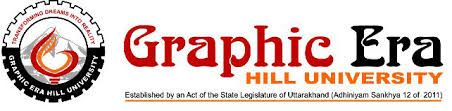 TRANSFORMING DREAMS INTO REALITY
GRAPHIC ERA HILL UNIVERSITY
Graphic Era
HILL UNIVERSITY
Established by an Act of the State Legislature of Uttarakhand (Adhiniyam Sankhya 12 of 2011)